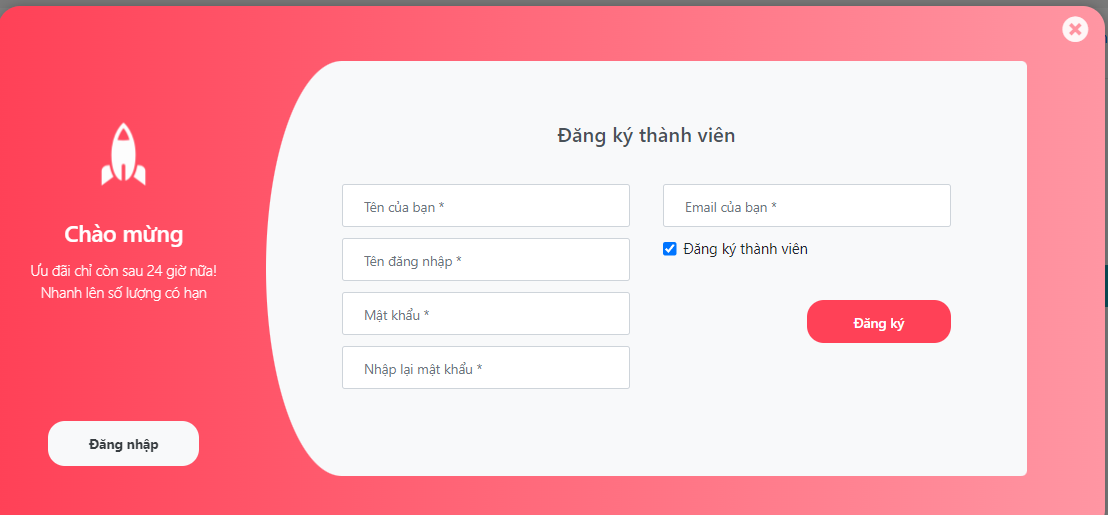 Chào mừng
Ưu đãi chỉ còn sau 24 giờ nữa!
Nhanh lên số lượng có hạn
Đăng nhập
Đăng ký thành viên
Tên của bạn *
Tên đăng nhập *
Mật khẩu *
Nhập lại mật khẩu *
Email của bạn *
Đăng ký thành viên
Đăng ký